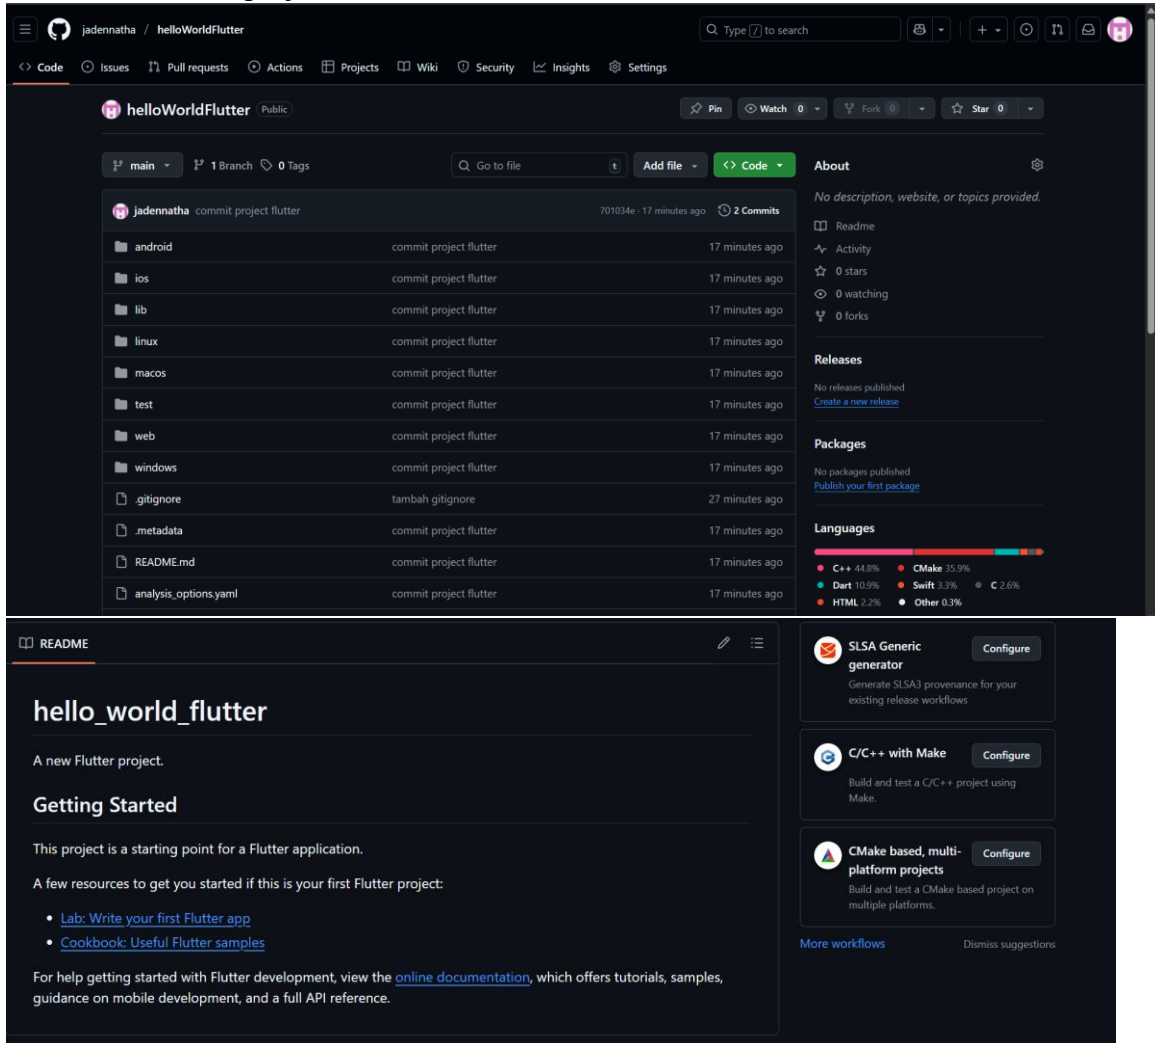 jadennatha / helloWorldFlutter
Type / to search
Code Issues Pull requests Actions Projects Wiki Security Insights Settings
helloWorldFlutter Public
Pin Watch 0 Fork 0 Star 0
main 1 Branch 0 Tags
Go to file t Add file Code
jadennatha commit project flutter 701034e · 17 minutes ago 2 Commits
android commit project flutter 17 minutes ago
ios commit project flutter 17 minutes ago
lib commit project flutter 17 minutes ago
linux commit project flutter 17 minutes ago
macos commit project flutter 17 minutes ago
test commit project flutter 17 minutes ago
web commit project flutter 17 minutes ago
windows commit project flutter 17 minutes ago
.gitignore tambah gitignore 27 minutes ago
.metadata commit project flutter 17 minutes ago
README.md commit project flutter 17 minutes ago
analysis_options.yaml commit project flutter 17 minutes ago
About
No description, website, or topics provided.
Readme
Activity
0 stars
0 watching
0 forks
Releases
No releases published
Create a new release
Packages
No packages published
Publish your first package
Languages
C++ 44.8% CMake 35.9%
Dart 10.9% Swift 3.3% C 2.6%
HTML 2.2% Other 0.3%
README
hello_world_flutter
A new Flutter project.
Getting Started
This project is a starting point for a Flutter application.
A few resources to get you started if this is your first Flutter project:
• Lab: Write your first Flutter app
• Cookbook: Useful Flutter samples
For help getting started with Flutter development, view the online documentation, which offers tutorials, samples,
guidance on mobile development, and a full API reference.
SLSA Generic
generator
Configure
Generate SLSA3 provenance for your
existing release workflows
C/C++ with Make
Configure
Build and test a C/C++ project using
Make.
CMake based, multi-
platform projects
Configure
Build and test a CMake based project on
multiple platforms.
More workflows Dismiss suggestions